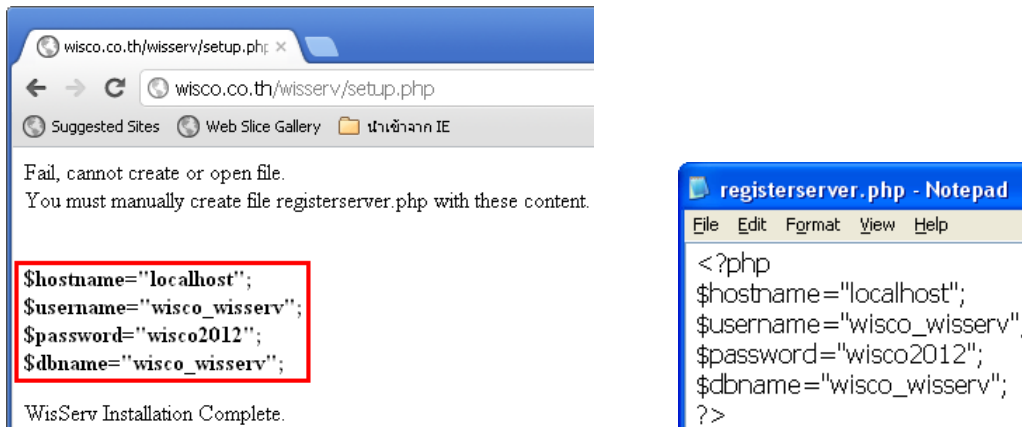 wisco.co.th/wisserv/setup.php
wisco.co.th/wisserv/setup.php
Suggested Sites Web Slice Gallery นำเข้าจาก IE
Fail, cannot create or open file.
You must manually create file registerserver.php with these content.
$hostname="localhost";
$username="wisco_wisserv";
$password="wisco2012";
$dbname="wisco_wisserv";
WisServ Installation Complete.
registerserver.php - Notepad
File Edit Format View Help
<?php
$hostname="localhost";
$username="wisco_wisserv";
$password="wisco2012";
$dbname="wisco_wisserv";
?>